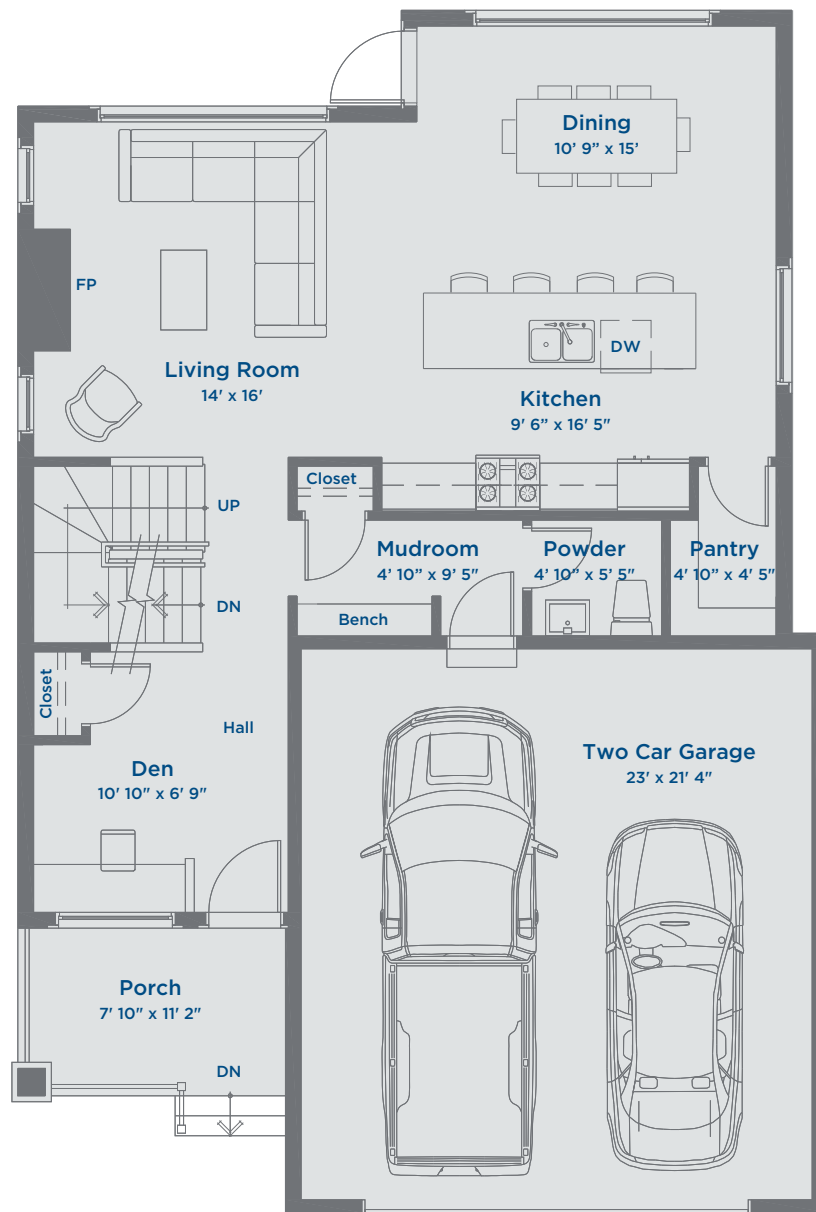 Dining
10' 9” x 15’
FP
DW
Living Room
14' x 16'
Kitchen
9' 6” x 16' 5"
Closet
UP
Mudroom
4' 10” x 9' 5"
Powder
4' 10” x 5' 5"
Pantry
4' 10” x 4' 5"
DN
Bench
Closet
Hall
Den
10' 10" x 6' 9"
Two Car Garage
23' x 21' 4"
Porch
7' 10" x 11' 2"
DN